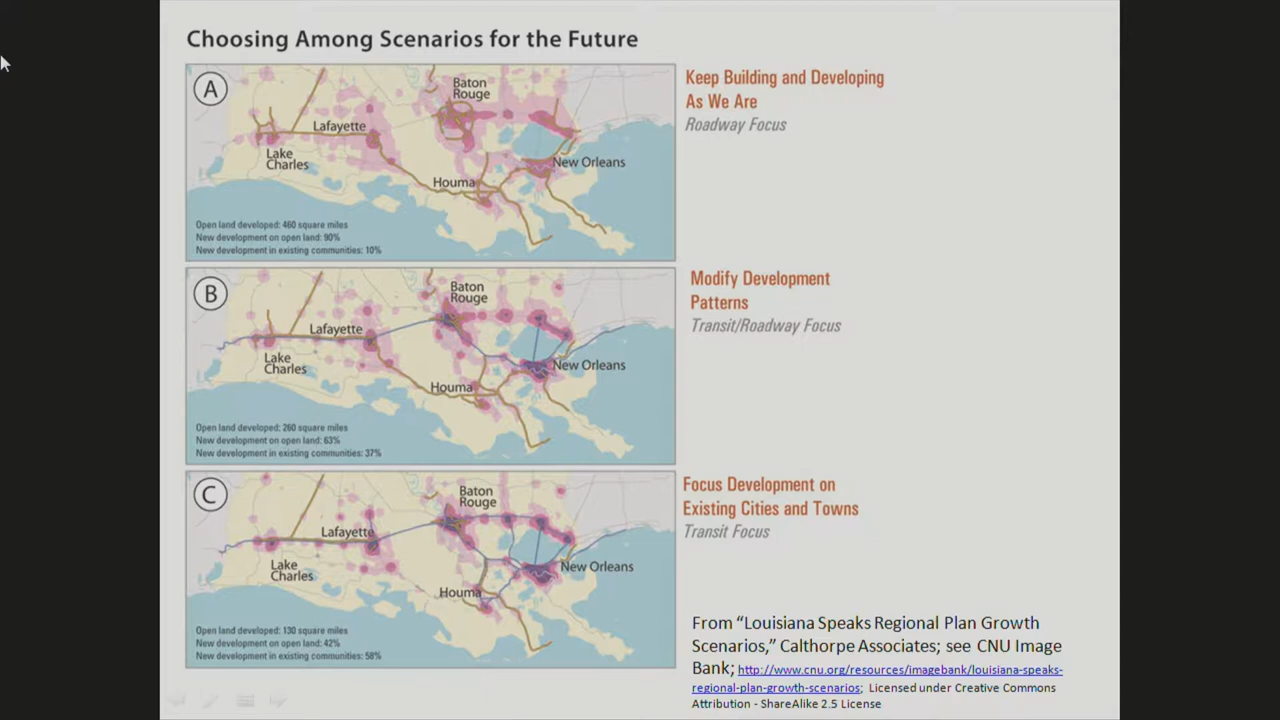 Choosing Among Scenarios for the Future
A
Baton
Rouge
Lafayette
Lake
Charles
New Orleans
Houma
Open land developed: 460 square miles
New development on open land: 90%
New development in existing communities: 10%
Keep Building and Developing
As We Are
Roadway Focus
B
Baton
Rouge
Lafayette
Lake
Charles
New Orleans
Houma
Open land developed: 260 square miles
New development on open land: 63%
New development in existing communities: 37%
Modify Development
Patterns
Transit/Roadway Focus
C
Baton
Rouge
Lafayette
Lake
Charles
New Orleans
Houma
Open land developed: 130 square miles
New development on open land: 42%
New development in existing communities: 58%
Focus Development on
Existing Cities and Towns
Transit Focus
From “Louisiana Speaks Regional Plan Growth
Scenarios,” Calthorpe Associates; see CNU Image
Bank; http://www.cnu.org/resources/imagebank/louisiana-speaks-
regional-plan-growth-scenarios; Licensed under Creative Commons
Attribution - ShareAlike 2.5 License